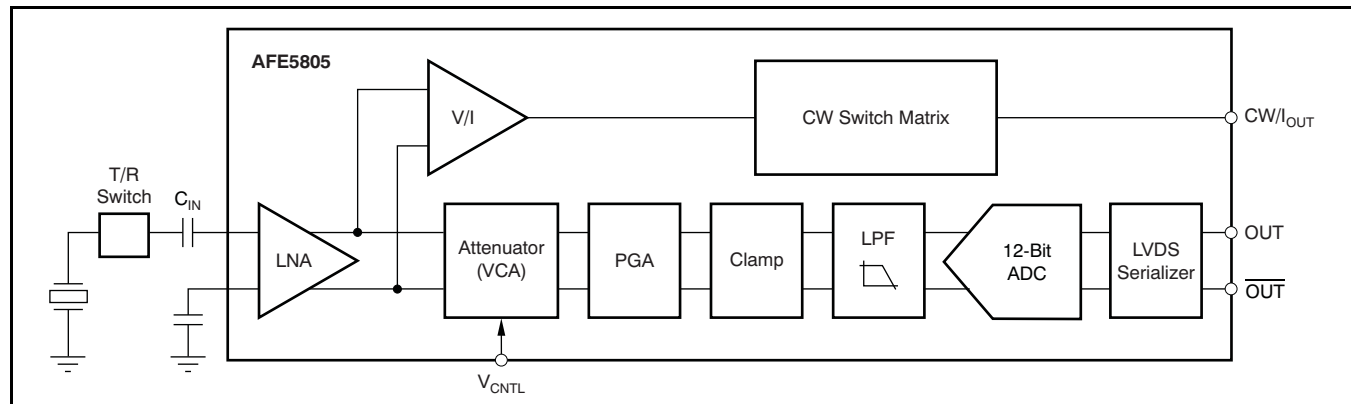 AFE5805
V/I
CW Switch Matrix
CW/I_OUT
T/R
Switch
C_IN
LNA
Attenuator
(VCA)
PGA
Clamp
LPF
12-Bit
ADC
LVDS
Serializer
OUT
O̅U̅T̅
V_CNTL